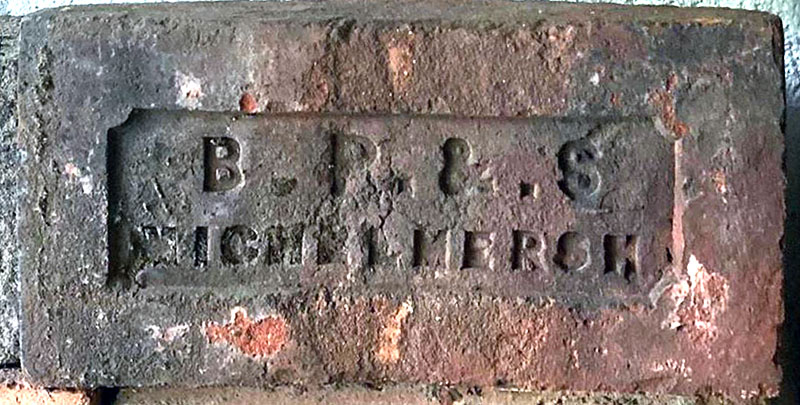 B. P. &. S
MICHELMERSH